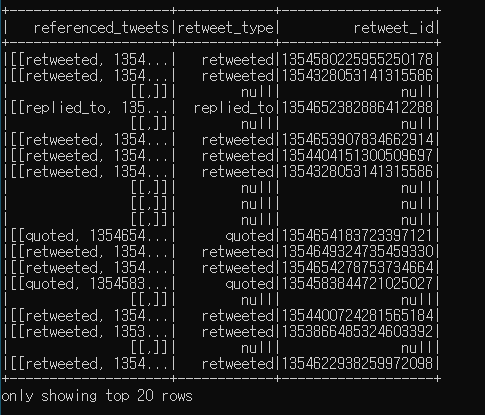 +--------------------+------------+-------------------+
|   referenced_tweets|retweet_type|         retweet_id|
+--------------------+------------+-------------------+
|[[retweeted, 1354...|   retweeted|1354580225955250178|
|[[retweeted, 1354...|   retweeted|1354328053141315586|
|               [[,]]|        null|               null|
|[[replied_to, 135...|  replied_to|1354652382886412288|
|               [[,]]|        null|               null|
|[[retweeted, 1354...|   retweeted|1354653907834662914|
|[[retweeted, 1354...|   retweeted|1354404151300509697|
|[[retweeted, 1354...|   retweeted|1354328053141315586|
|               [[,]]|        null|               null|
|               [[,]]|        null|               null|
|               [[,]]|        null|               null|
|[[quoted, 1354654...|      quoted|1354654183723397121|
|[[retweeted, 1354...|   retweeted|1354649324735459330|
|[[retweeted, 1354...|   retweeted|1354654278753734664|
|[[quoted, 1354583...|      quoted|1354583844721025027|
|               [[,]]|        null|               null|
|[[retweeted, 1354...|   retweeted|1354400724281565184|
|[[retweeted, 1353...|   retweeted|1353866485324603392|
|               [[,]]|        null|               null|
|[[retweeted, 1354...|   retweeted|1354622938259972098|
+--------------------+------------+-------------------+
only showing top 20 rows